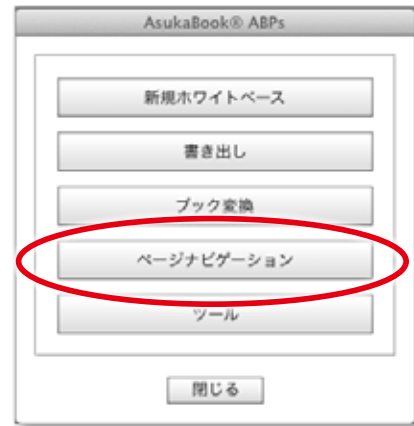 AsukaBook® ABPs
新規ホワイトベース
書き出し
ブック変換
ページナビゲーション
ツール
閉じる